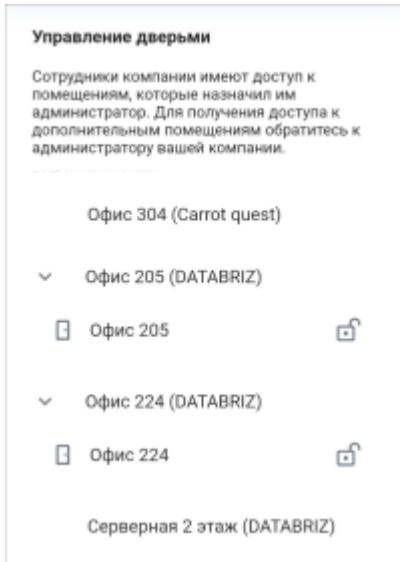 Управление дверьми
Сотрудники компании имеют доступ к
помещениям, которые назначил им
администратор. Для получения доступа к
дополнительным помещениям обратитесь к
администратору вашей компании.
Офис 304 (Carrot quest)
Офис 205 (DATABRIZ)
Офис 205
Офис 224 (DATABRIZ)
Офис 224
Серверная 2 этаж (DATABRIZ)